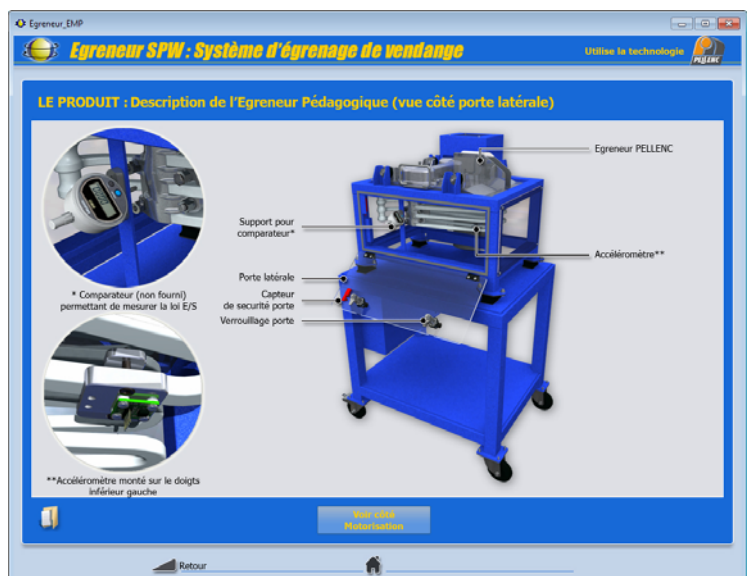 Egreneur_EMP
Egreneur SPW : Système d'égrenage de vendange
Utilise la technologie
PELLENC
LE PRODUIT : Description de l'Egreneur Pédagogique (vue côté porte latérale)
Egreneur PELLENC
Support pour
comparateur*
Accéléromètre**
Porte latérale
Capteur
de securité porte
Verrouillage porte
* Comparateur (non fourni)
permettant de mesurer la loi E/S
**Accéléromètre monté sur le doigts
inférieur gauche
Voir côté
Motorisation
Retour